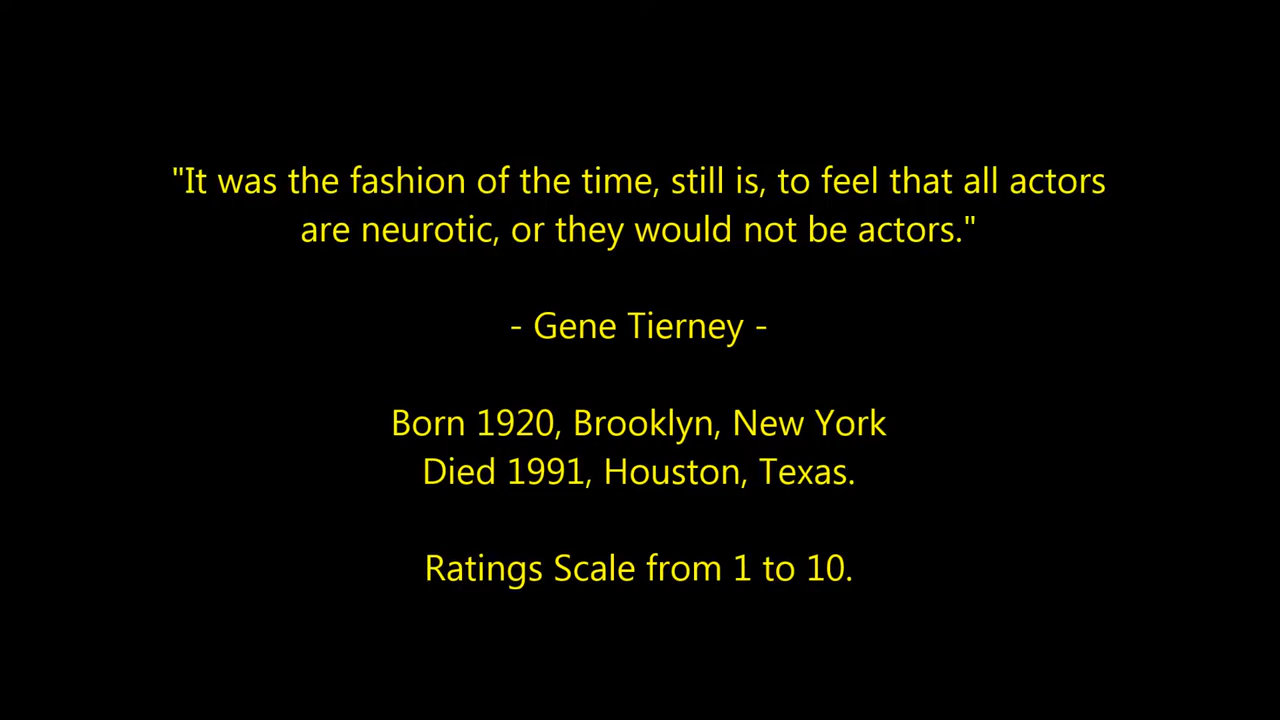 "It was the fashion of the time, still is, to feel that all actors
are neurotic, or they would not be actors."
- Gene Tierney -
Born 1920, Brooklyn, New York
Died 1991, Houston, Texas.
Ratings Scale from 1 to 10.